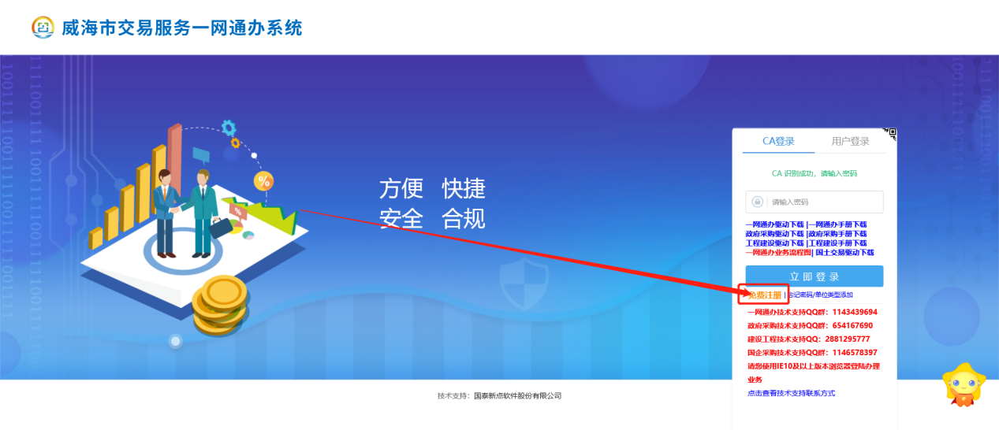 威海市交易服务一网通办系统
方便 快捷
安全 合规
%
%
CA登录 用户登录
CA 识别成功，请输入密码
请输入密码
一网通办驱动下载 |一网通办手册下载
政府采购驱动下载 |政府采购手册下载
工程建设驱动下载 |工程建设手册下载
一网通办业务流程图| 国土交易驱动下载
立即登录
免费注册 | 忘记密码/单位类型添加
一网通办技术支持QQ群：1143439694
政府采购技术支持QQ群：654167690
建设工程技术支持QQ：2881295777
国企采购技术支持QQ群：1146578397
请您使用IE10及以上版本浏览器登陆办理
业务
点击查看技术支持联系方式
技术支持：国泰新点软件股份有限公司